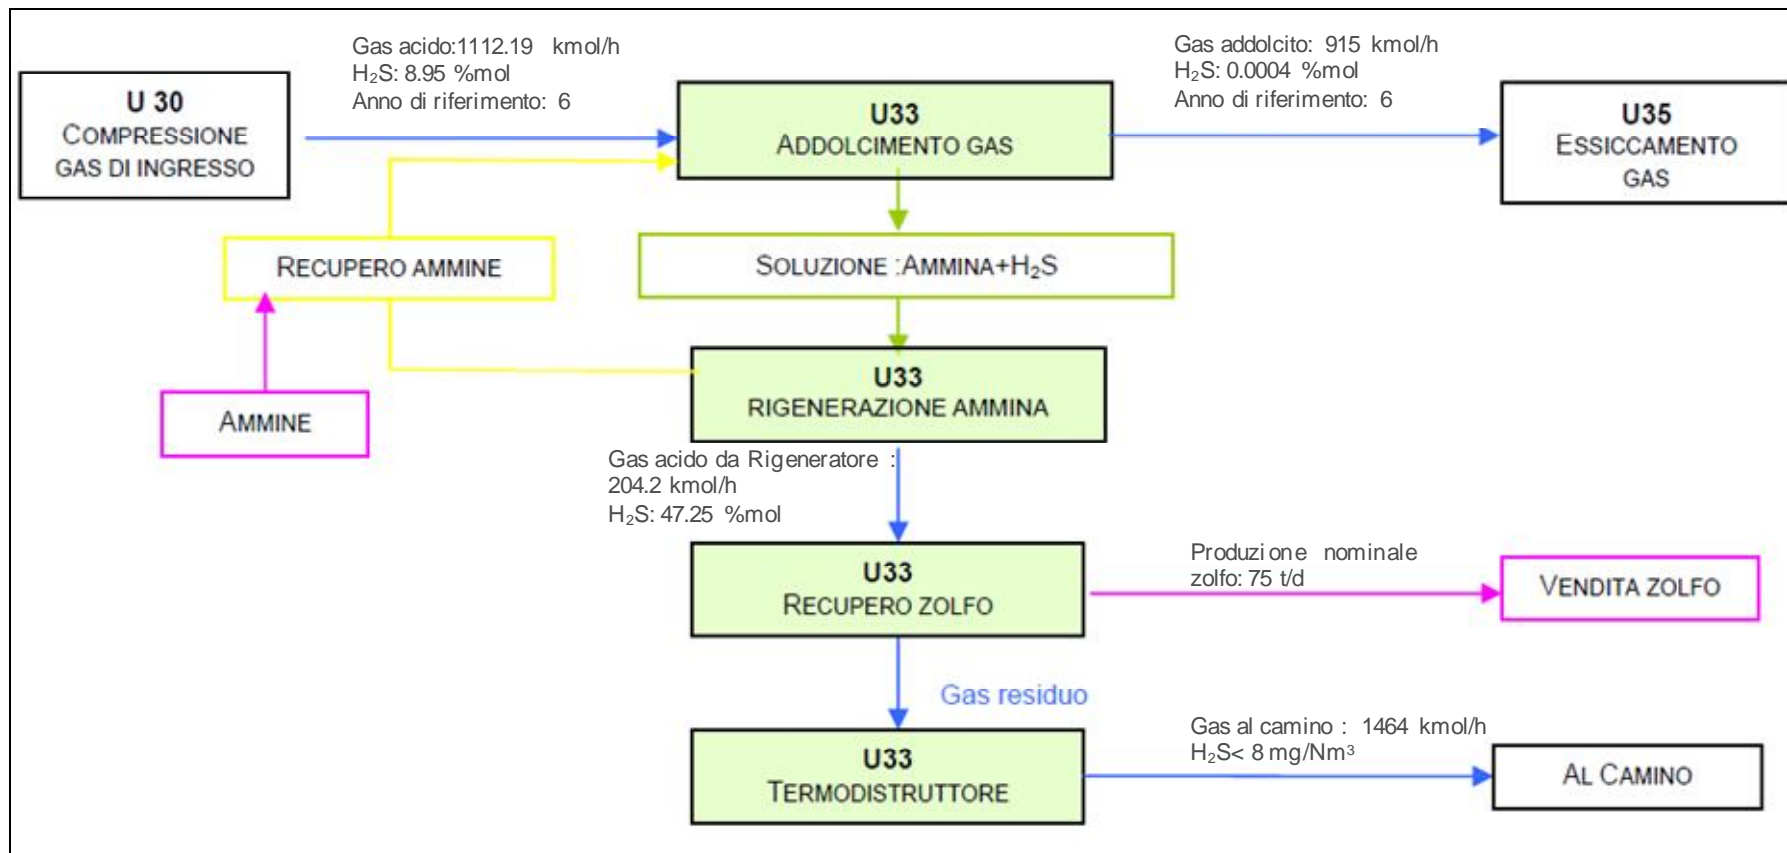 Gas acido:1112.19 kmol/h
H₂S: 8.95 %mol
Anno di riferimento: 6
Gas addolcito: 915 kmol/h
H₂S: 0.0004 %mol
Anno di riferimento: 6
U 30
COMPRESSIONE
GAS DI INGRESSO
U33
ADDOLCIMENTO GAS
U35
ESSICCAMENTO
GAS
RECUPERO AMMINE
SOLUZIONE :AMMINA+H₂S
AMMINE
U33
RIGENERAZIONE AMMINA
Gas acido da Rigeneratore :
204.2 kmol/h
H₂S: 47.25 %mol
U33
RECUPERO ZOLFO
Produzione nominale
zolfo: 75 t/d
VENDITA ZOLFO
Gas residuo
U33
TERMODISTRUTTORE
Gas al camino : 1464 kmol/h
H₂S< 8 mg/Nm³
AL CAMINO